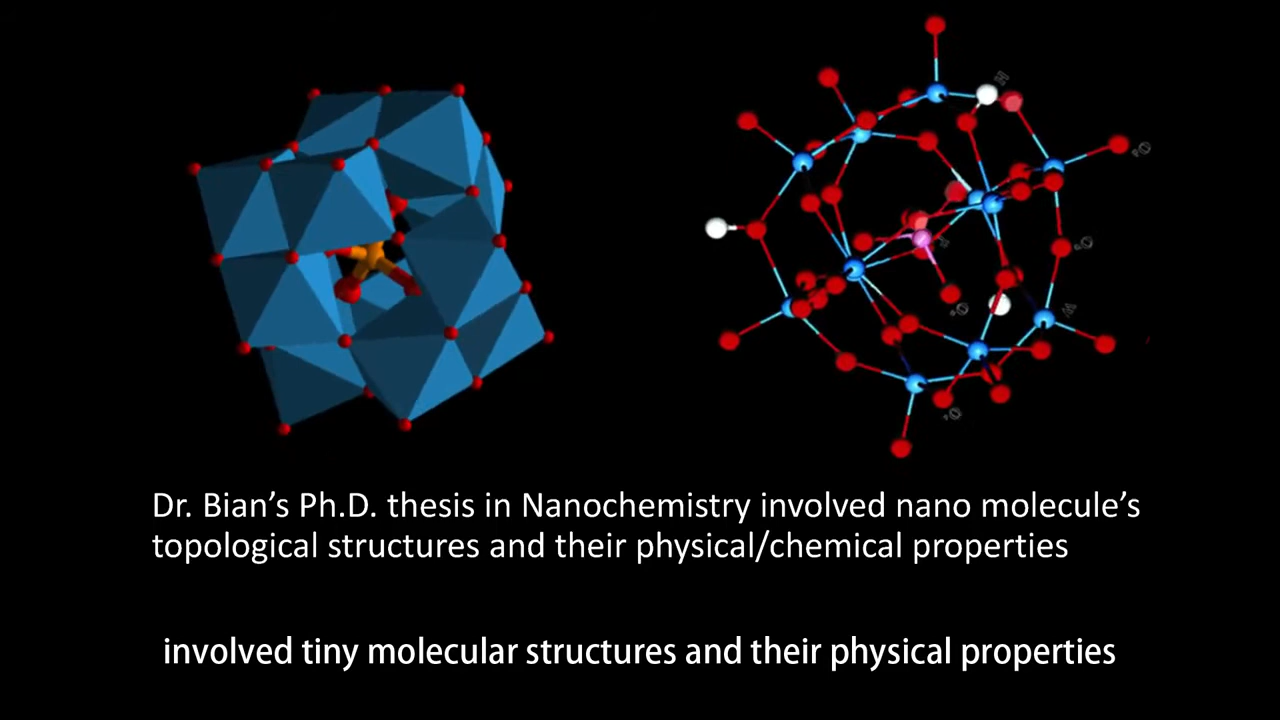 Dr. Bian’s Ph.D. thesis in Nanochemistry involved nano molecule’s
topological structures and their physical/chemical properties
involved tiny molecular structures and their physical properties